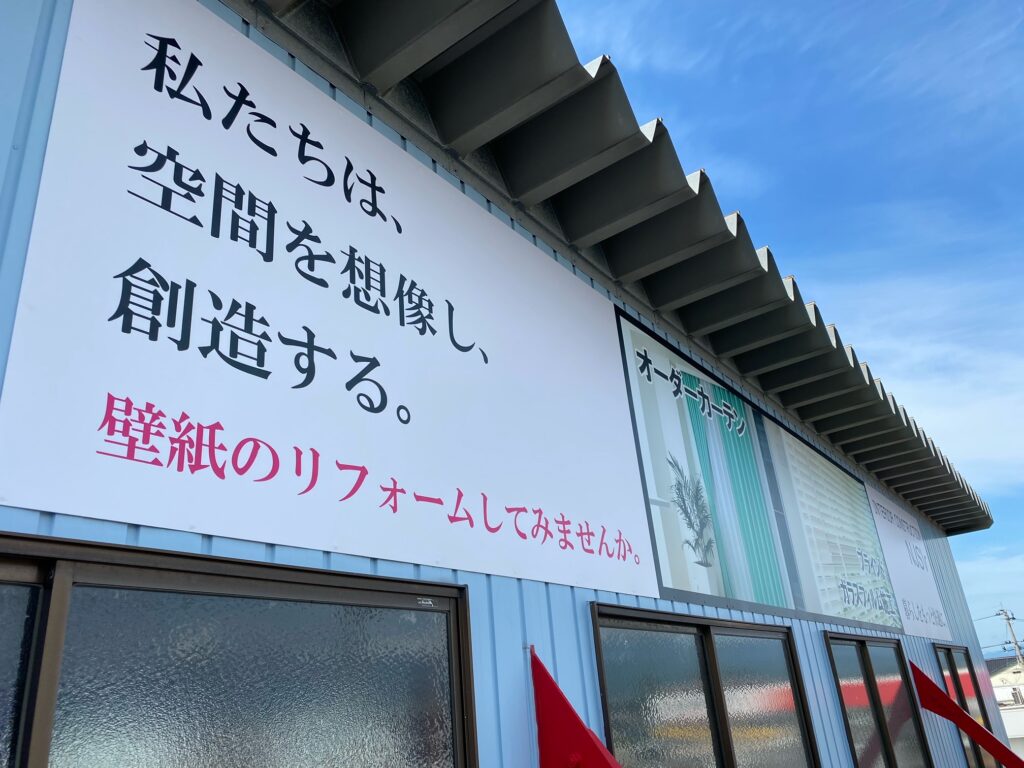 私たちは、
空間を想像し、
創造する。
壁紙のリフォームしてみませんか。
オーダーカーテン